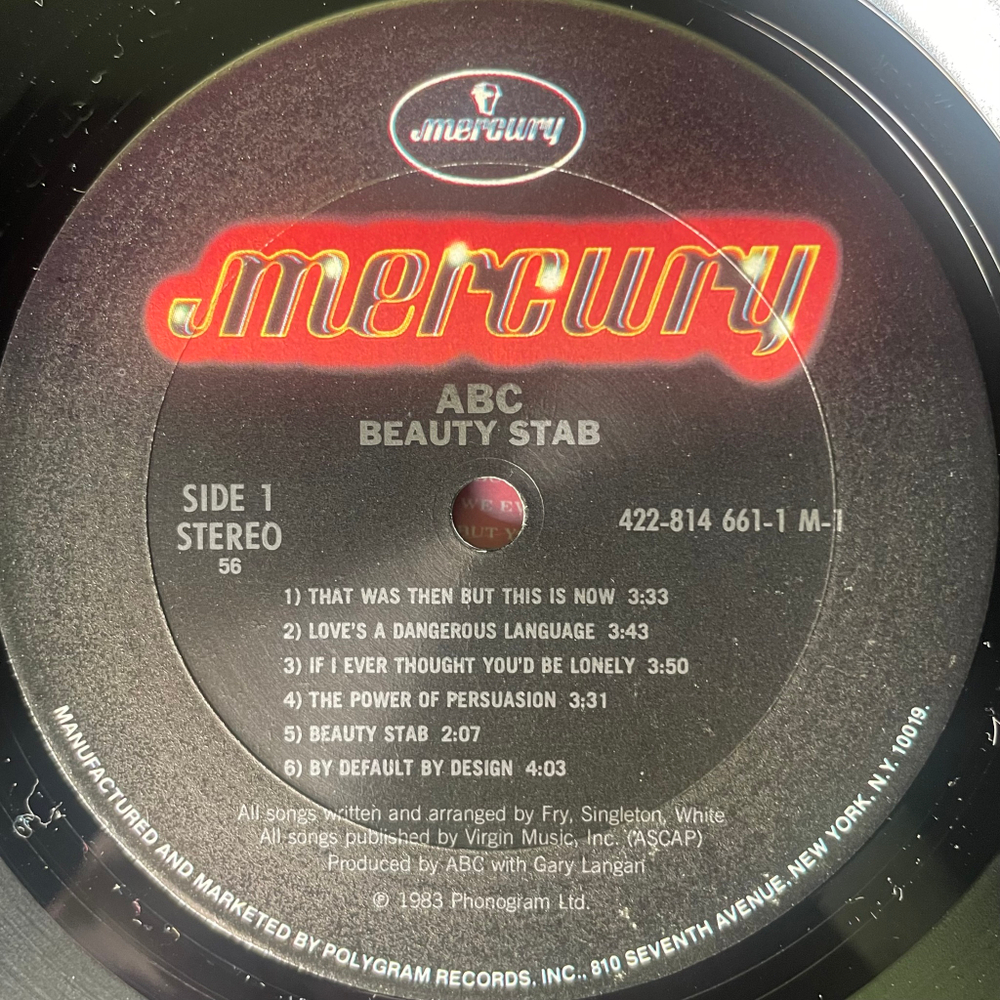 mercury
mercury
ABC
BEAUTY STAB
SIDE 1
STEREO
56
422-814 661-1 M-1
1) THAT WAS THEN BUT THIS IS NOW 3:33
2) LOVE'S A DANGEROUS LANGUAGE 3:43
3) IF I EVER THOUGHT YOU'D BE LONELY 3:50
4) THE POWER OF PERSUASION 3:31
5) BEAUTY STAB 2:07
6) BY DEFAULT BY DESIGN 4:03
All songs written and arranged by Fry, Singleton, White
All songs published by Virgin Music, Inc. (ASCAP)
Produced by ABC with Gary Langan
℗ 1983 Phonogram Ltd.
MANUFACTURED AND MARKETED BY POLYGRAM RECORDS, INC., 810 SEVENTH AVENUE, NEW YORK, N.Y. 10019.